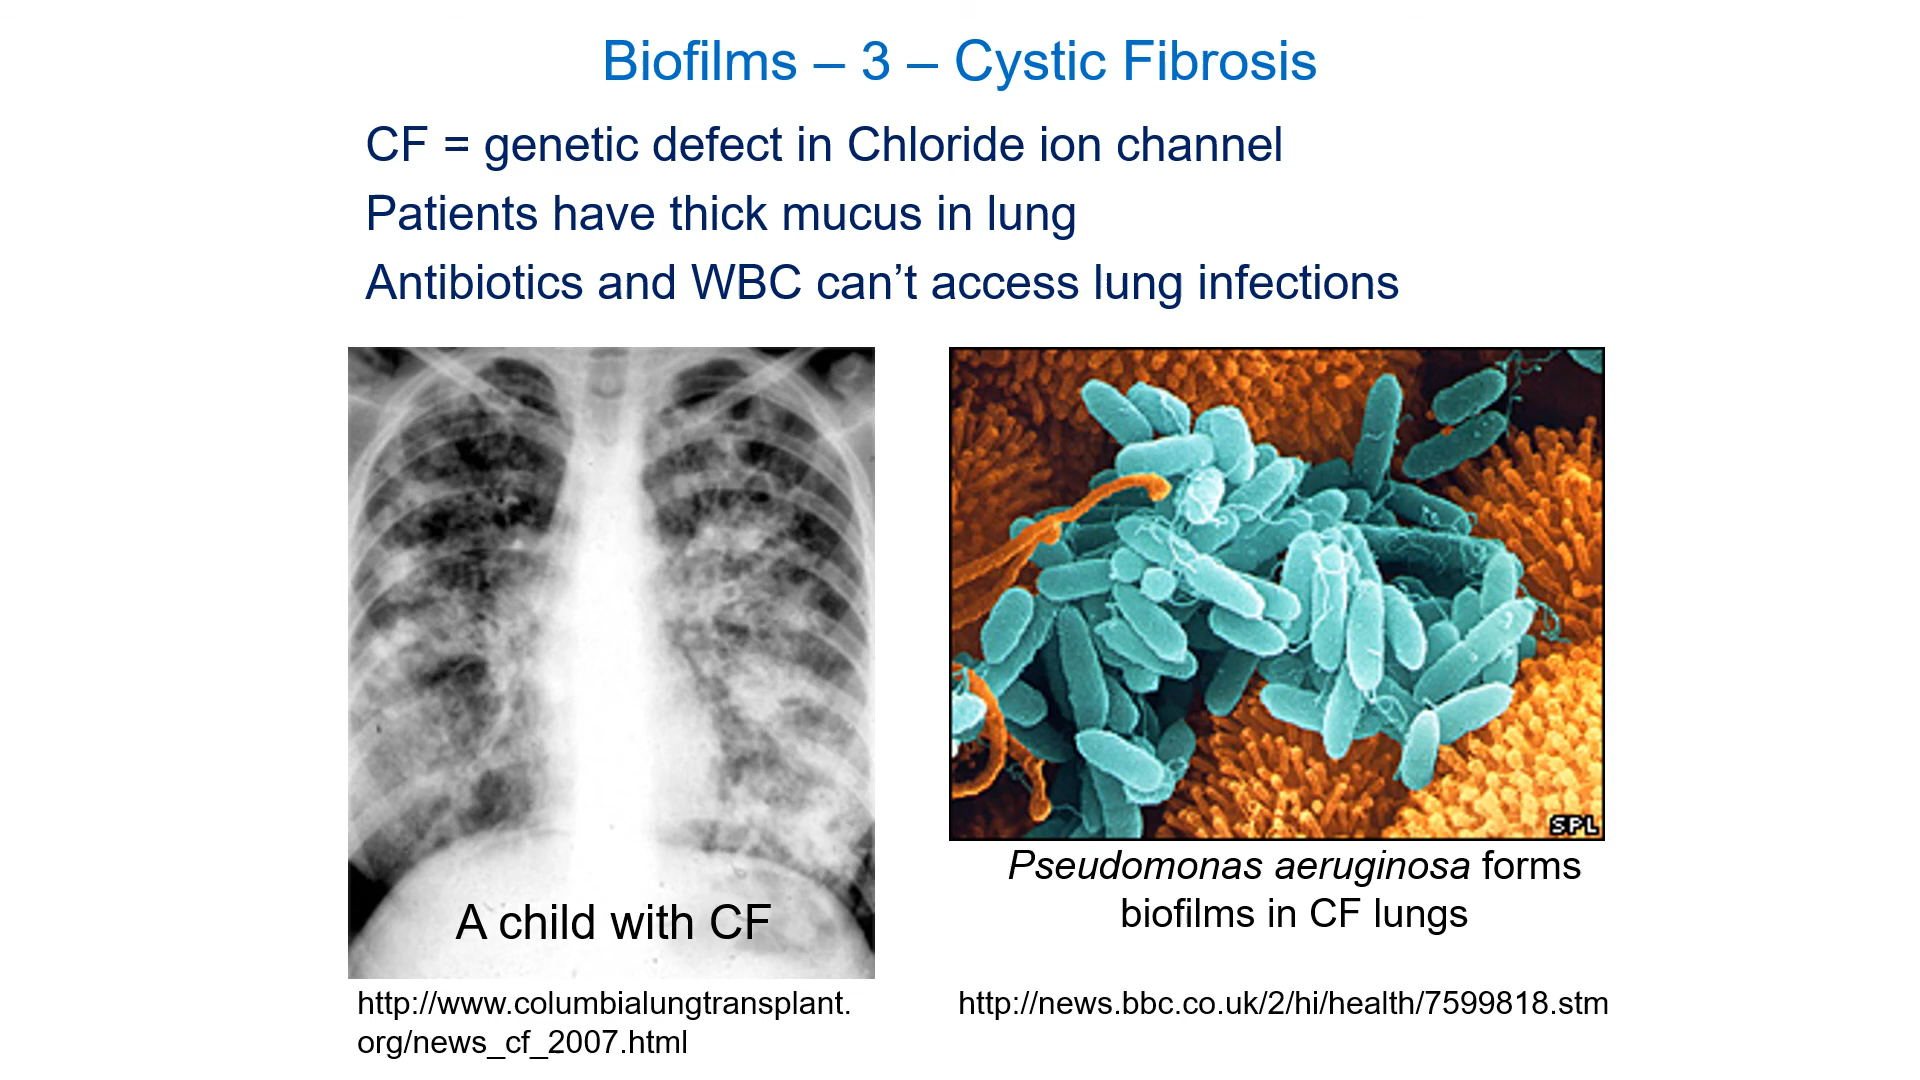 Biofilms – 3 – Cystic Fibrosis
CF = genetic defect in Chloride ion channel
Patients have thick mucus in lung
Antibiotics and WBC can’t access lung infections
A child with CF
http://www.columbialungtransplant.
org/news_cf_2007.html
SPL
Pseudomonas aeruginosa forms
biofilms in CF lungs
http://news.bbc.co.uk/2/hi/health/7599818.stm